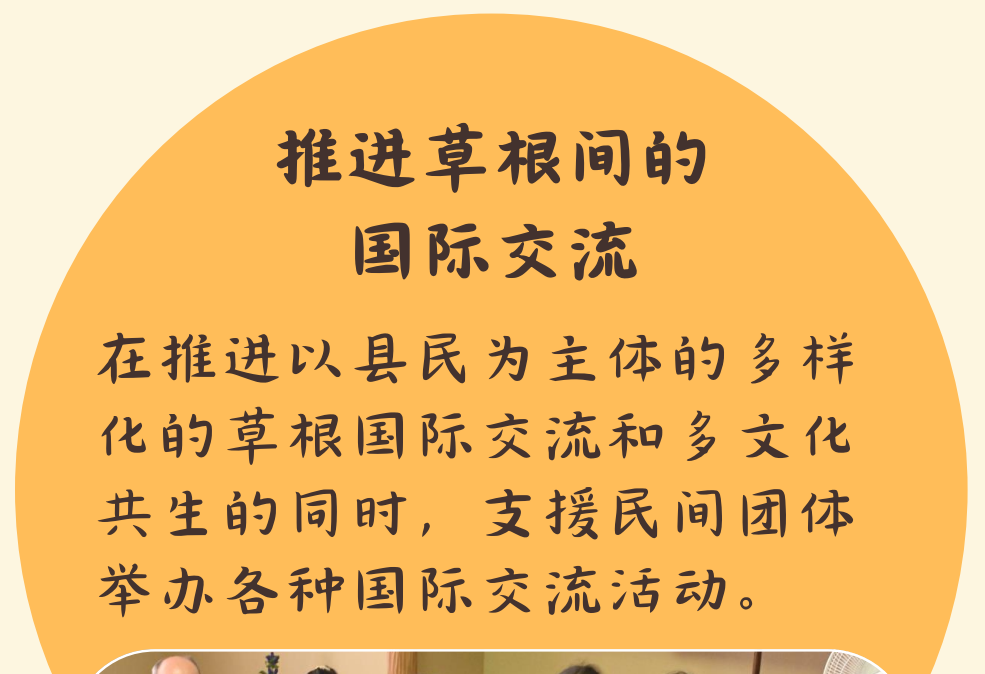 推进草根间的
国际交流
在推进以县民为主体的多样
化的草根国际交流和多文化
共生的同时，支援民间团体
举办各种国际交流活动。